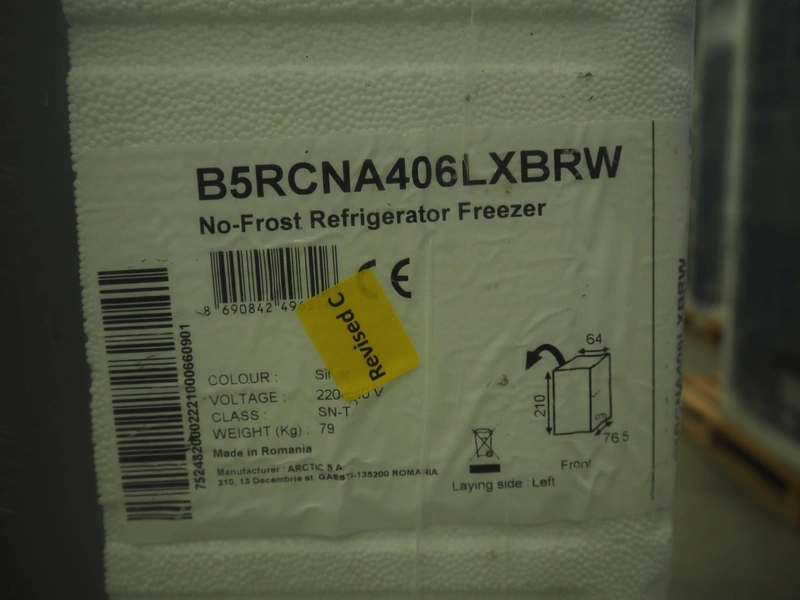 B5RCNA406LXBRW
No-Frost Refrigerator Freezer
8 690842
CE
Revised C
COLOUR :
VOLTAGE : 220
CLASS : SN-T
WEIGHT (Kg) : 79
Made in Romania
Manufacturer : ARCTIC S A
210, 13 Decembrie st. GAESTI-135200 ROMANIA
64
210
76.5
Front
Laying side : Left